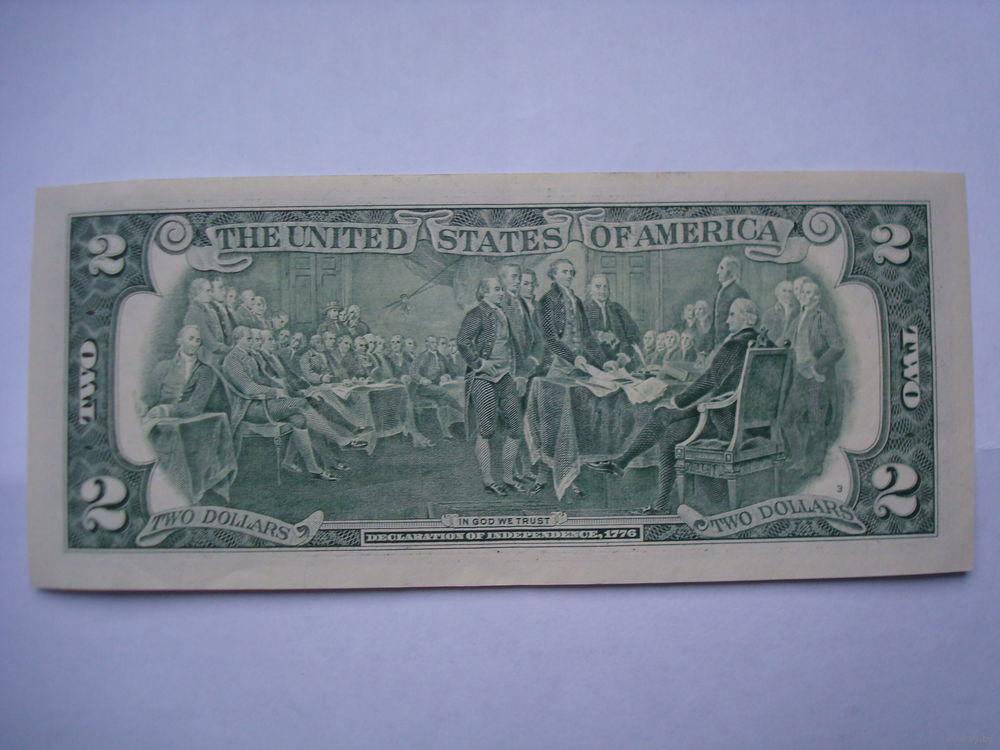 THE UNITED STATES OF AMERICA
2
2
TWO
TWO
2
2
3
TWO DOLLARS
TWO DOLLARS
IN GOD WE TRUST
DECLARATION OF INDEPENDENCE, 1776